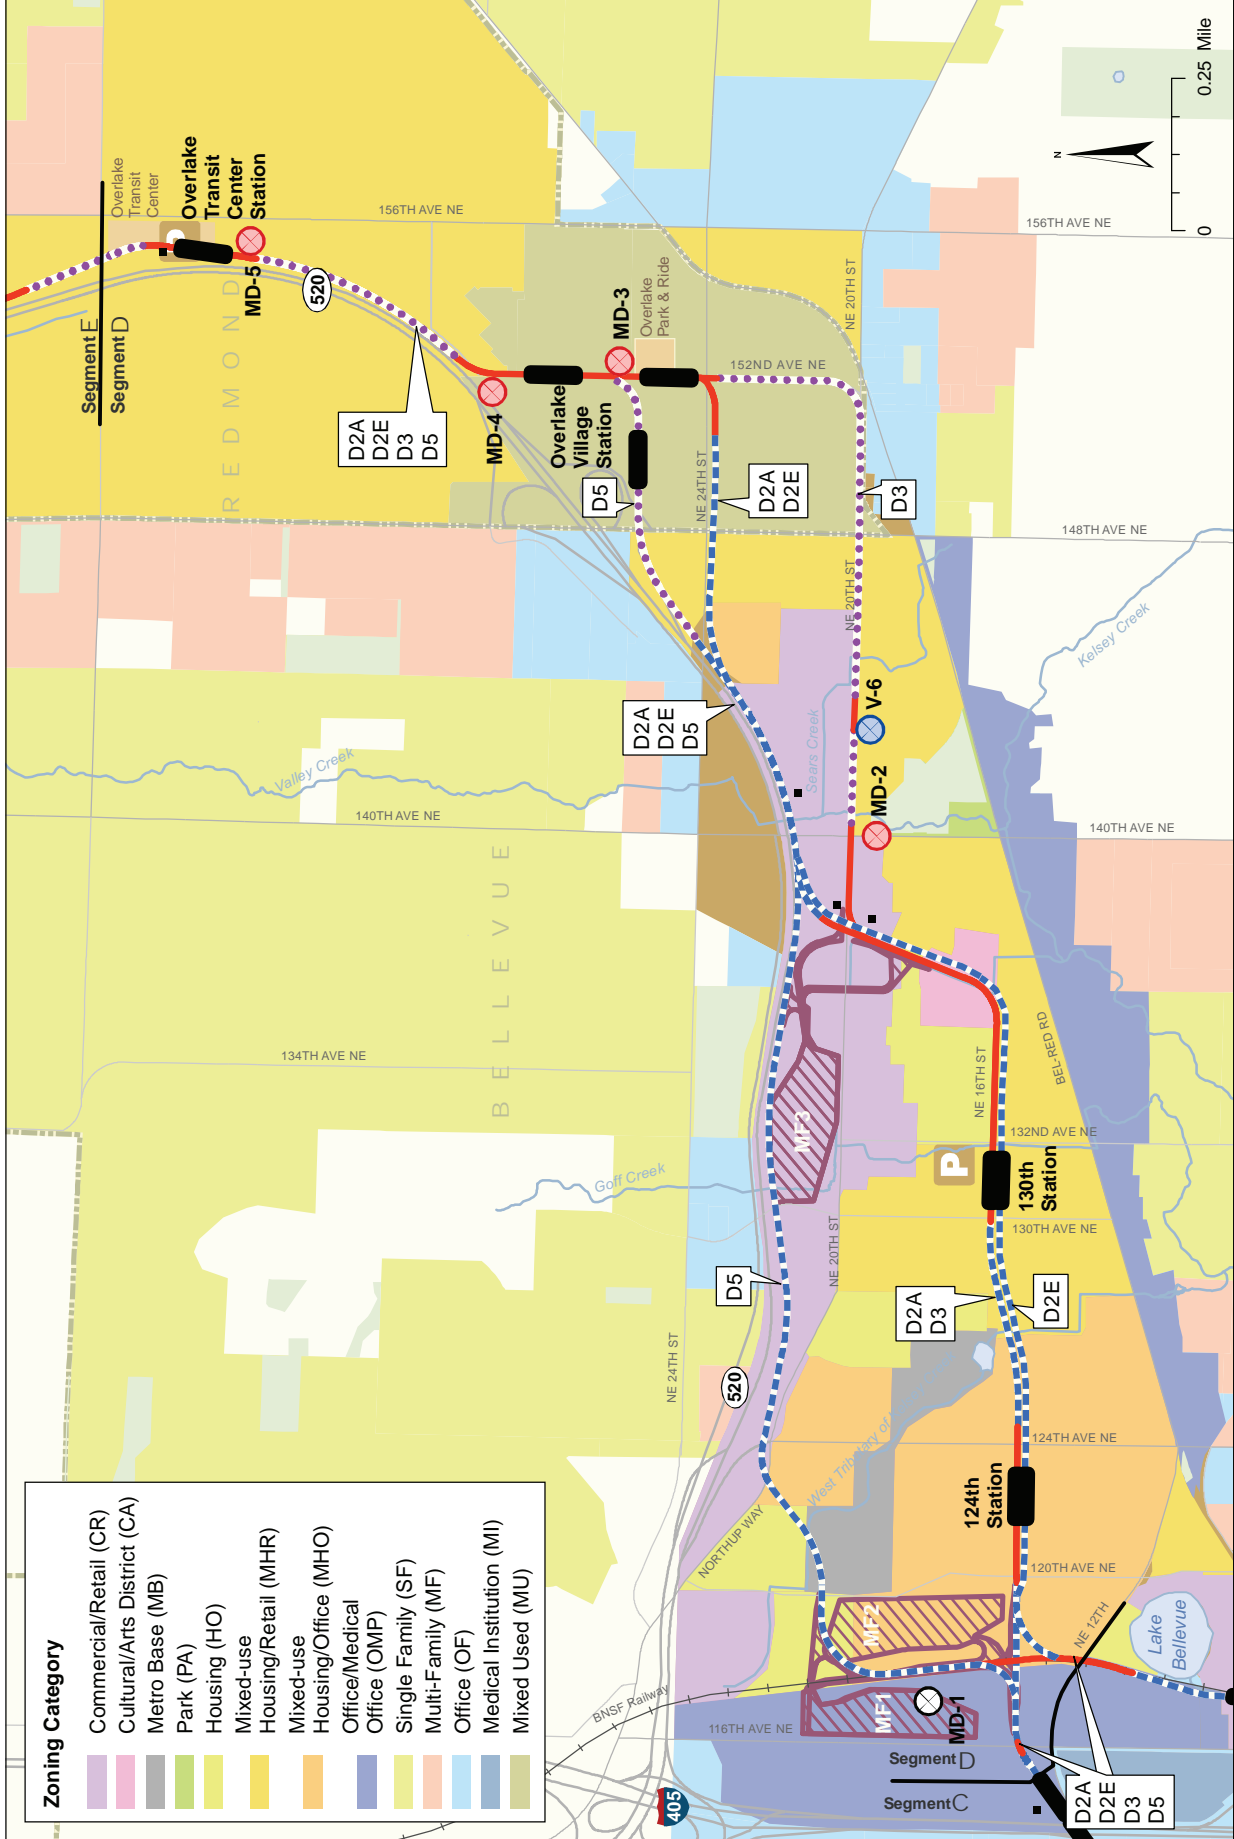 Zoning Category
Commercial/Retail (CR)
Cultural/Arts District (CA)
Metro Base (MB)
Park (PA)
Housing (HO)
Mixed-use
Housing/Retail (MHR)
Mixed-use
Housing/Office (MHO)
Office/Medical
Office (OMP)
Single Family (SF)
Multi-Family (MF)
Office (OF)
Medical Institution (MI)
Mixed Used (MU)
Segment E
Segment D
Overlake
Transit
Center
Overlake
Transit
Center
Station
P
MD-5
520
156TH AVE NE
REDMOND
D2A
D2E
D3
D5
MD-4
Overlake
Village
Station
MD-3
Overlake
Park & Ride
D5
NE 24TH ST
D2A
D2E
152ND AVE NE
NE 20TH ST
D3
156TH AVE NE
148TH AVE NE
NE 20TH ST
Kelsey Creek
Valley Creek
140TH AVE NE
D2A
D2E
D5
Sears Creek
V-6
MD-2
140TH AVE NE
BELLEVUE
134TH AVE NE
Goff Creek
MF3
NE 16TH ST
BEL-RED RD
132ND AVE NE
P
130th
Station
130TH AVE NE
NE 20TH ST
D5
D2A
D3
D2E
NE 24TH ST
520
124TH AVE NE
West Tributary of
124th
Station
NORTHUP WAY
120TH AVE NE
NE 12TH
Lake
Bellevue
MF2
MF1
MD-1
BNSF Railway
116TH AVE NE
Segment D
Segment C
405
D2A
D2E
D3
D5
N
0
0.25 Mile